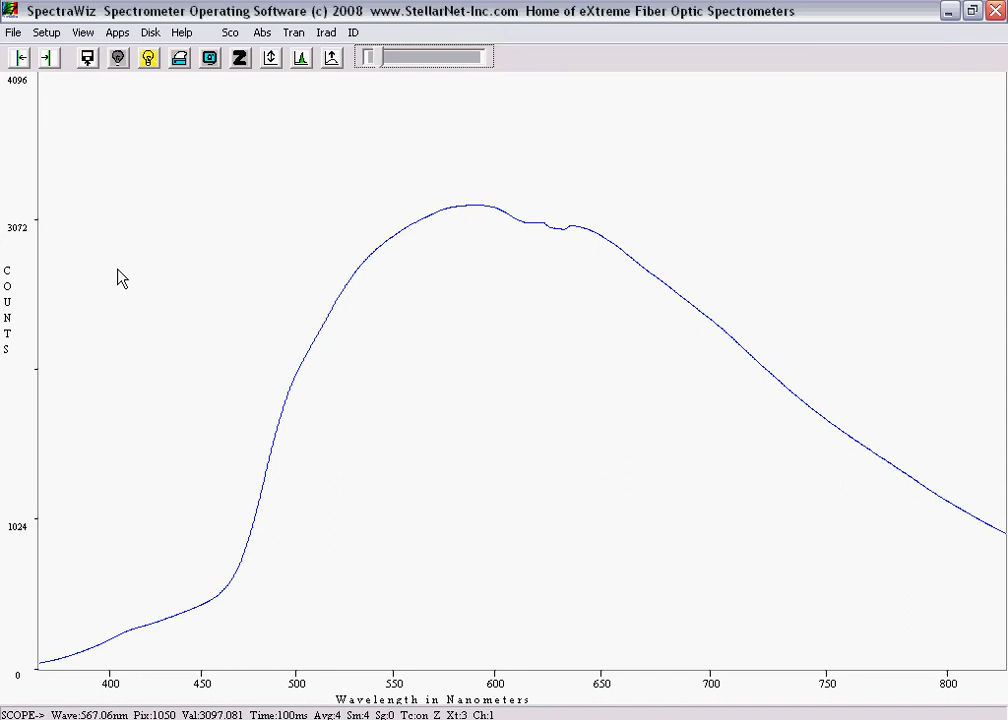 SpectraWiz Spectrometer Operating Software (c) 2008 www.StellarNet-Inc.com Home of eXtreme Fiber Optic Spectrometers
File Setup View Apps Disk Help Sco Abs Tran Irad ID
Z
4096
3072
COUNTS
1024
0
400 450 500 550 600 650 700 750 800
Wavelength in Nanometers
SCOPE-> Wave:567.06nm Pix:1050 Val:3097.081 Time:100ms Avg:4 Sm:4 Sg:0 Tc:on Z Xt:3 Ch:1